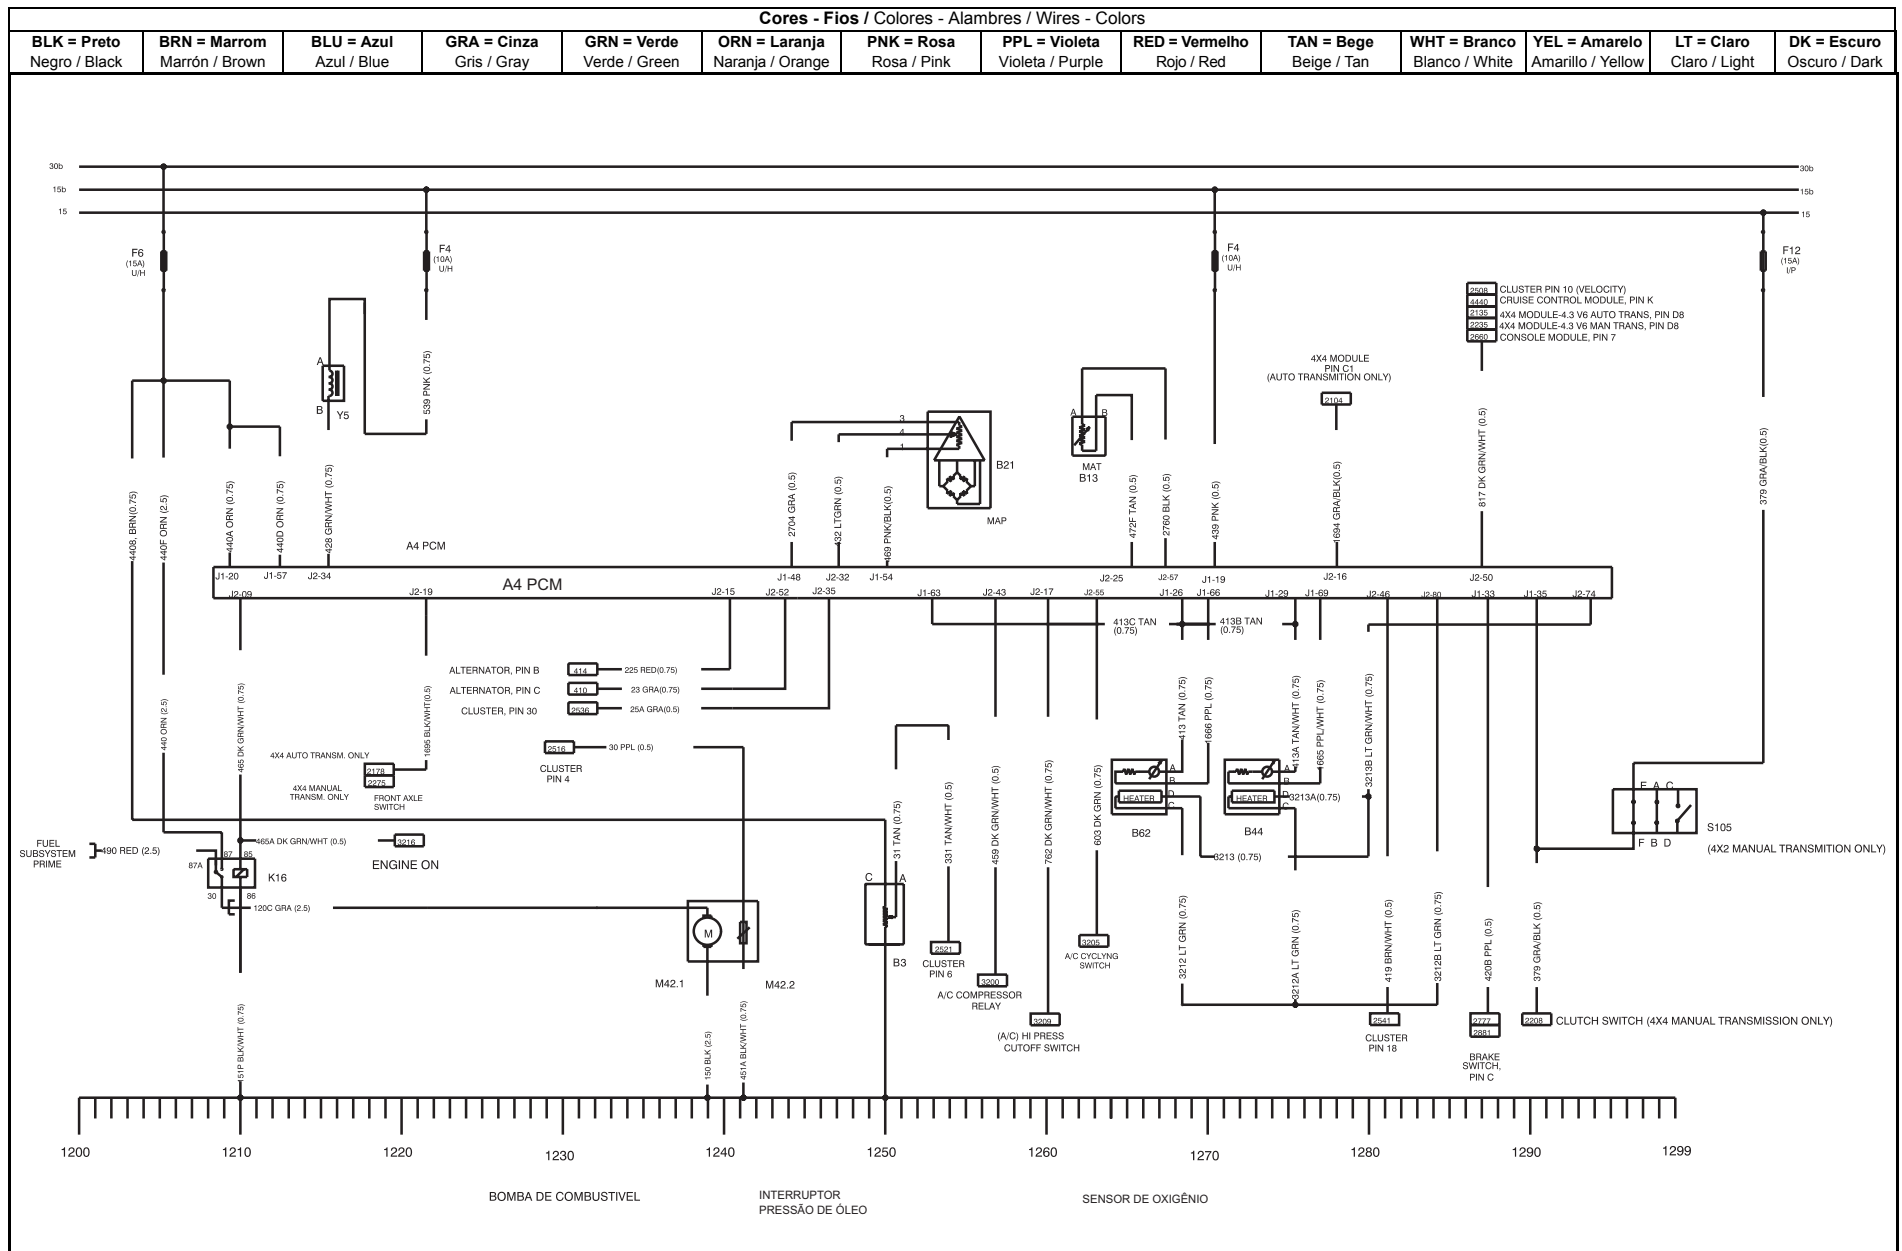 Cores - Fios / Colores - Alambres / Wires - Colors
BLK = Preto
Negro / Black
BRN = Marrom
Marrón / Brown
BLU = Azul
Azul / Blue
GRA = Cinza
Gris / Gray
GRN = Verde
Verde / Green
ORN = Laranja
Naranja / Orange
PNK = Rosa
Rosa / Pink
PPL = Violeta
Violeta / Purple
RED = Vermelho
Rojo / Red
TAN = Bege
Beige / Tan
WHT = Branco
Blanco / White
YEL = Amarelo
Amarillo / Yellow
LT = Claro
Claro / Light
DK = Escuro
Oscuro / Dark
30b
30b
15b
15b
15
15
F6
(15A)
U/H
F4
(10A)
U/H
F4
(10A)
U/H
F12
(15A)
I/P
2508 CLUSTER PIN 10 (VELOCITY)
4440 CRUISE CONTROL MODULE, PIN K
2135 4X4 MODULE-4.3 V6 AUTO TRANS, PIN D8
2235 4X4 MODULE-4.3 V6 MAN TRANS, PIN D8
2660 CONSOLE MODULE, PIN 7
4X4 MODULE
PIN C1
(AUTO TRANSMITION ONLY)
2104
A
B
Y5
539 PNK (0.75)
3
4
1
B21
MAP
A
B
MAT
B13
4408, BRN(0.75)
440F ORN (2.5)
440A ORN (0.75)
440D ORN (0.75)
428 GRN/WHT (0.75)
2704 GRA (0.5)
432 LTGRN (0.5)
469 PNK/BLK(0.5)
472F TAN (0.5)
2760 BLK (0.5)
439 PNK (0.5)
1694 GRA/BLK(0.5)
817 DK GRN/WHT (0.5)
379 GRA/BLK(0.5)
A4 PCM
J1-20
J1-57
J2-34
J1-48
J2-32
J1-54
J2-25
J2-57
J1-19
J2-16
J2-50
A4 PCM
J2-09
J2-19
J2-15
J2-52
J2-35
J1-63
J2-43
J2-17
J2-55
J1-26
J1-66
J1-29
J1-69
J2-46
J2-80
J1-33
J1-35
J2-74
413C TAN
(0.75)
413B TAN
(0.75)
ALTERNATOR, PIN B
414
225 RED(0.75)
ALTERNATOR, PIN C
410
23 GRA(0.75)
CLUSTER, PIN 30
2536
25A GRA(0.5)
2516
30 PPL (0.5)
CLUSTER
PIN 4
440 ORN (2.5)
465 DK GRN/WHT (0.75)
1695 BLK/WHT(0.5)
4X4 AUTO TRANSM. ONLY
2178
2275
4X4 MANUAL
TRANSM. ONLY
FRONT AXLE
SWITCH
413 TAN (0.75)
1666 PPL (0.75)
413A TAN/WHT (0.75)
1665 PPL/WHT (0.75)
3213B LT GRN/WHT (0.75)
A
B
HEATER
D
C
B62
A
B
HEATER
D
C
B44
3213A(0.75)
3213 (0.75)
E A C
F B D
S105
(4X2 MANUAL TRANSMITION ONLY)
FUEL
SUBSYSTEM
PRIME
490 RED (2.5)
465A DK GRN/WHT (0.5)
3216
ENGINE ON
87A
87
85
K16
30
86
120C GRA (2.5)
31 TAN (0.75)
331 TAN/WHT (0.5)
459 DK GRN/WHT (0.5)
762 DK GRN/WHT (0.75)
603 DK GRN (0.75)
C
A
B3
M
M42.1
M42.2
2521
CLUSTER
PIN 6
3200
A/C COMPRESSOR
RELAY
3205
A/C CYCLYNG
SWITCH
3209
(A/C) HI PRESS
CUTOFF SWITCH
3212 LT GRN (0.75)
3212A LT GRN (0.75)
419 BRN/WHT (0.5)
3212B LT GRN (0.75)
420B PPL (0.5)
379 GRA/BLK (0.5)
2541
CLUSTER
PIN 18
2777
2881
BRAKE
SWITCH,
PIN C
2208
CLUTCH SWITCH (4X4 MANUAL TRANSMISSION ONLY)
151P BLK/WHT (0.75)
150 BLK (2.5)
451A BLK/WHT (0.75)
1200
1210
1220
1230
1240
1250
1260
1270
1280
1290
1299
BOMBA DE COMBUSTIVEL
INTERRUPTOR
PRESSÃO DE ÓLEO
SENSOR DE OXIGÊNIO